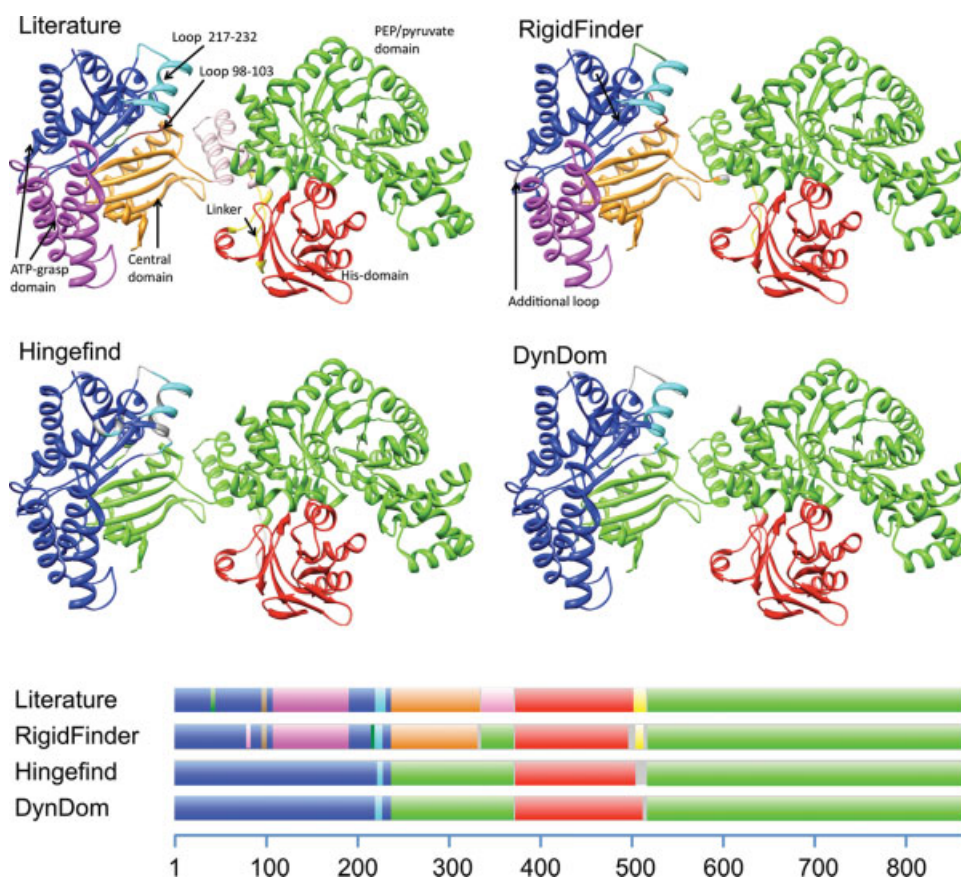 Literature
Loop 217-232
Loop 98-103
PEP/pyruvate
domain
Linker
ATP-grasp
domain
Central
domain
His-domain
RigidFinder
Additional loop
Hingefind
DynDom
Literature
RigidFinder
Hingefind
DynDom
1 100 200 300 400 500 600 700 800